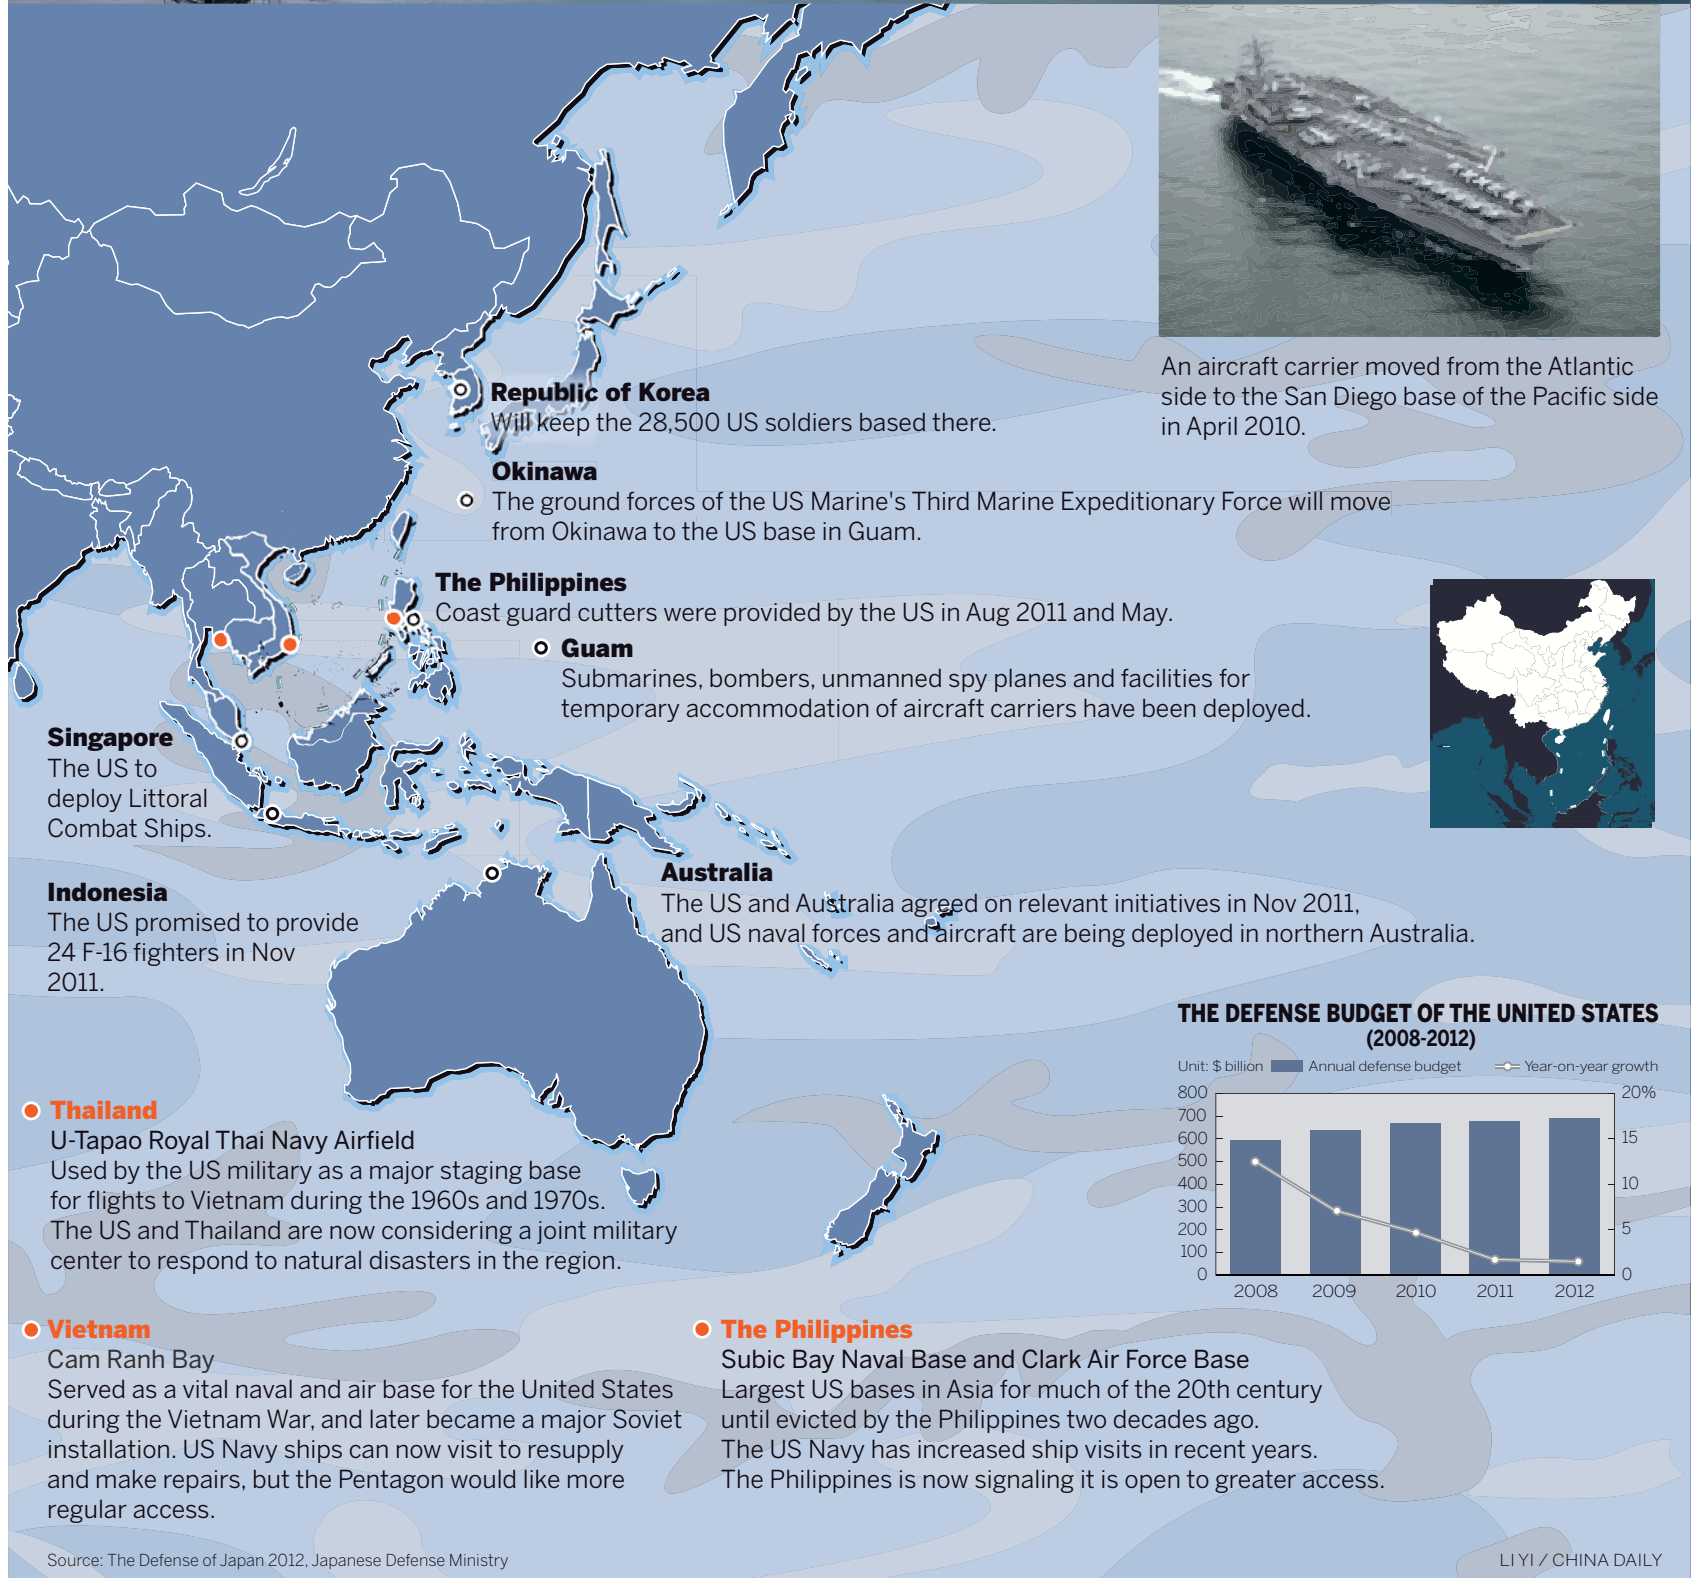 An aircraft carrier moved from the Atlantic
side to the San Diego base of the Pacific side
in April 2010.
Republic of Korea
Will keep the 28,500 US soldiers based there.
Okinawa
The ground forces of the US Marine's Third Marine Expeditionary Force will move
from Okinawa to the US base in Guam.
The Philippines
Coast guard cutters were provided by the US in Aug 2011 and May.
Guam
Submarines, bombers, unmanned spy planes and facilities for
temporary accommodation of aircraft carriers have been deployed.
Singapore
The US to
deploy Littoral
Combat Ships.
Indonesia
The US promised to provide
24 F-16 fighters in Nov
2011.
Australia
The US and Australia agreed on relevant initiatives in Nov 2011,
and US naval forces and aircraft are being deployed in northern Australia.
THE DEFENSE BUDGET OF THE UNITED STATES
(2008-2012)
Unit: $ billion Annual defense budget Year-on-year growth
800 20%
700
600 15
500
400 10
300
200 5
100
0 0
2008 2009 2010 2011 2012
Thailand
U-Tapao Royal Thai Navy Airfield
Used by the US military as a major staging base
for flights to Vietnam during the 1960s and 1970s.
The US and Thailand are now considering a joint military
center to respond to natural disasters in the region.
Vietnam
Cam Ranh Bay
Served as a vital naval and air base for the United States
during the Vietnam War, and later became a major Soviet
installation. US Navy ships can now visit to resupply
and make repairs, but the Pentagon would like more
regular access.
The Philippines
Subic Bay Naval Base and Clark Air Force Base
Largest US bases in Asia for much of the 20th century
until evicted by the Philippines two decades ago.
The US Navy has increased ship visits in recent years.
The Philippines is now signaling it is open to greater access.
Source: The Defense of Japan 2012, Japanese Defense Ministry
LI YI / CHINA DAILY